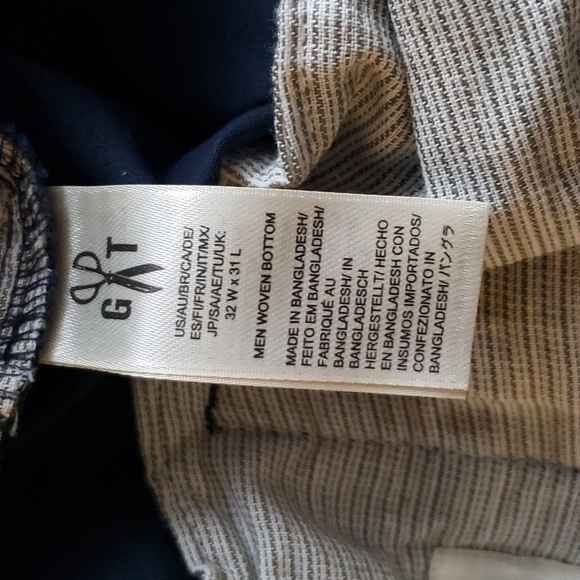 G T
US/AU/BR/CA/DE/
ES/FI/FR/IN/IT/MX/
JP/SA/AE/TU/UK:
32 W x 31 L
MEN WOVEN BOTTOM
MADE IN BANGLADESH/
FEITO EM BANGLADESH/
FABRIQUÉ AU
BANGLADESH/ IN
BANGLADESCH
HERGESTELLT/ HECHO
EN BANGLADESH CON
INSUMOS IMPORTADOS/
CONFEZIONATO IN
BANGLADESH/ バングラ